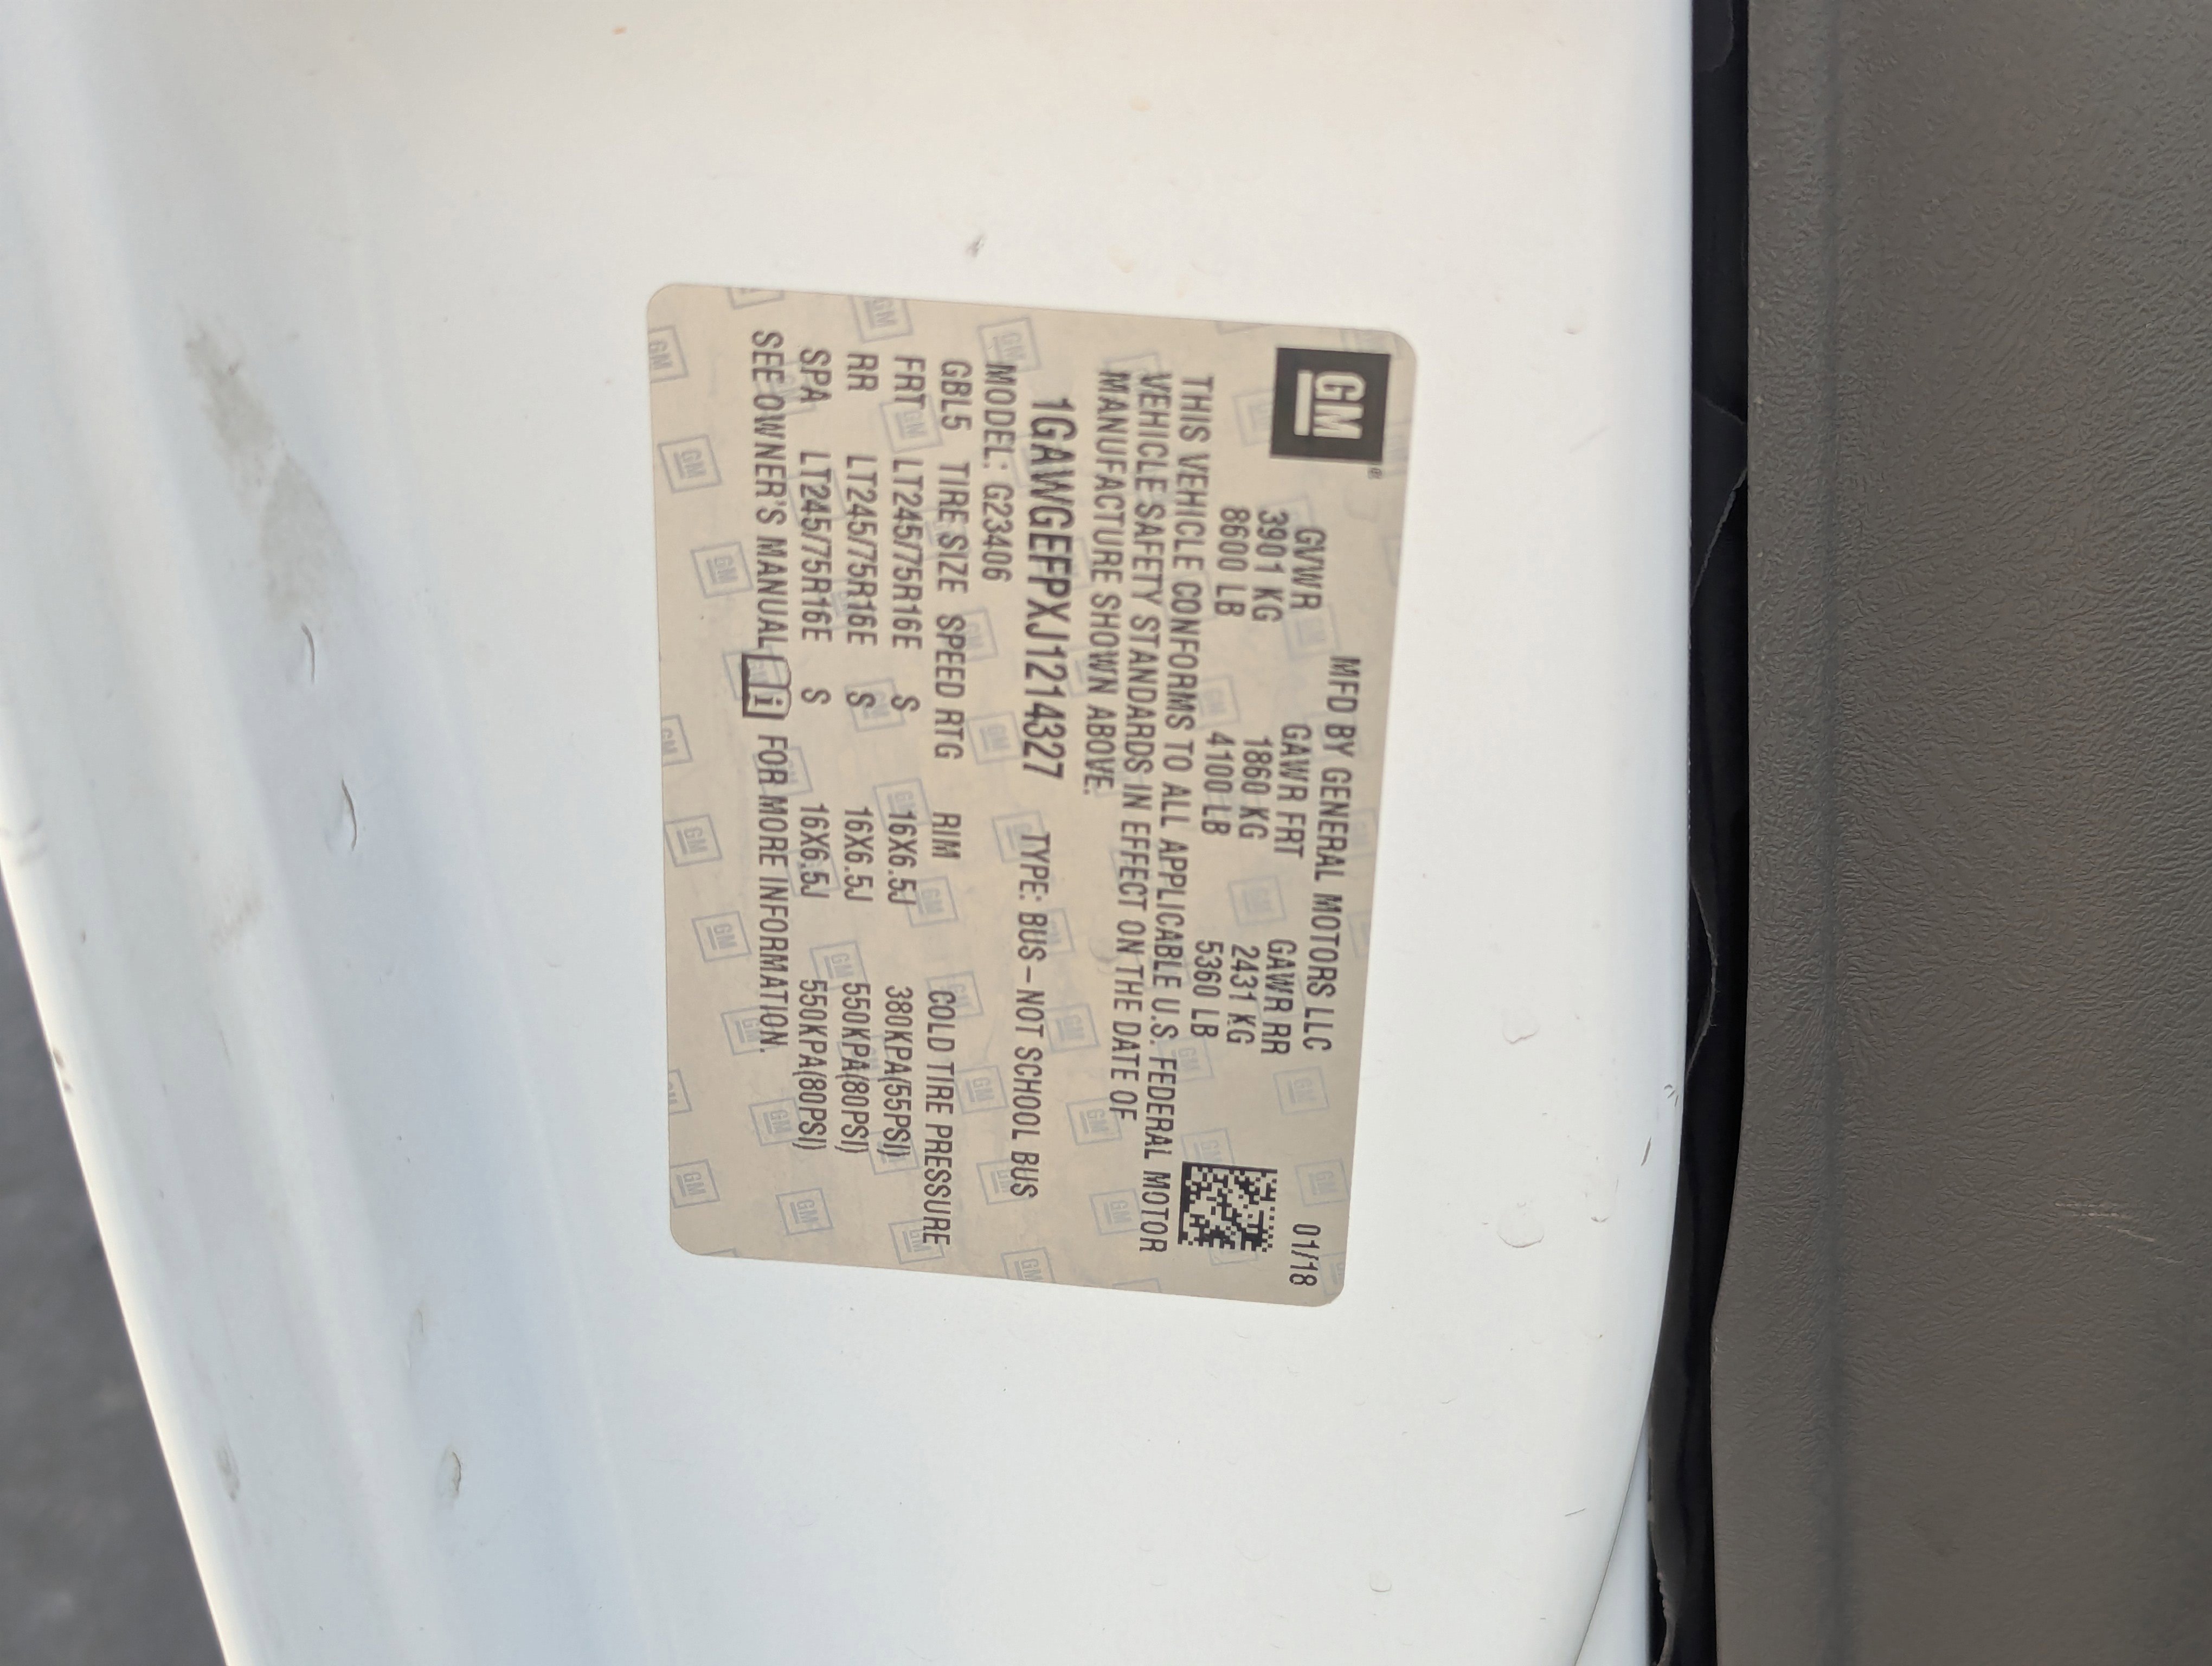 GM
MFD BY GENERAL MOTORS LLC 01/18
GVWR GAWR FRT GAWR RR
3901 KG 1860 KG 2431 KG
8600 LB 4100 LB 5360 LB
THIS VEHICLE CONFORMS TO ALL APPLICABLE U.S. FEDERAL MOTOR
VEHICLE SAFETY STANDARDS IN EFFECT ON THE DATE OF
MANUFACTURE SHOWN ABOVE.
1GAWGEFPXJ1214327 TYPE: BUS – NOT SCHOOL BUS
MODEL: G23406
GBL5 TIRE SIZE SPEED RTG RIM COLD TIRE PRESSURE
FRT LT245/75R16E S 16X6.5J 380KPA(55PSI)
RR LT245/75R16E S 16X6.5J 550KPA(80PSI)
SPA LT245/75R16E S 16X6.5J 550KPA(80PSI)
SEE OWNER'S MANUAL i FOR MORE INFORMATION.